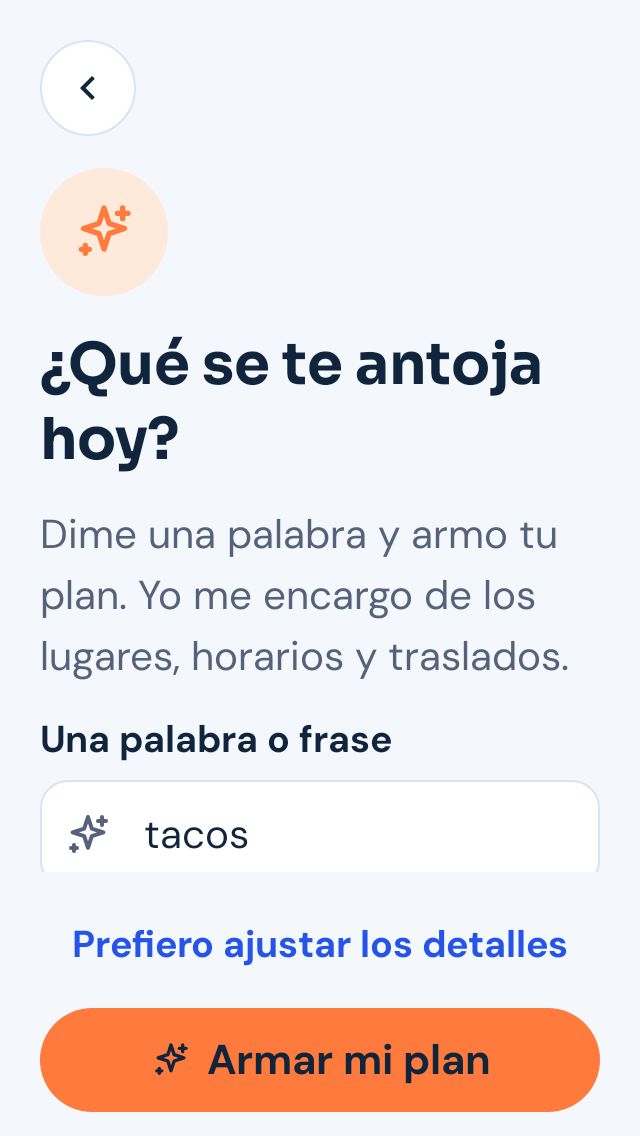 ¿Qué se te antoja
hoy?
Dime una palabra y armo tu
plan. Yo me encargo de los
lugares, horarios y traslados.
Una palabra o frase
tacos
Prefiero ajustar los detalles
Armar mi plan